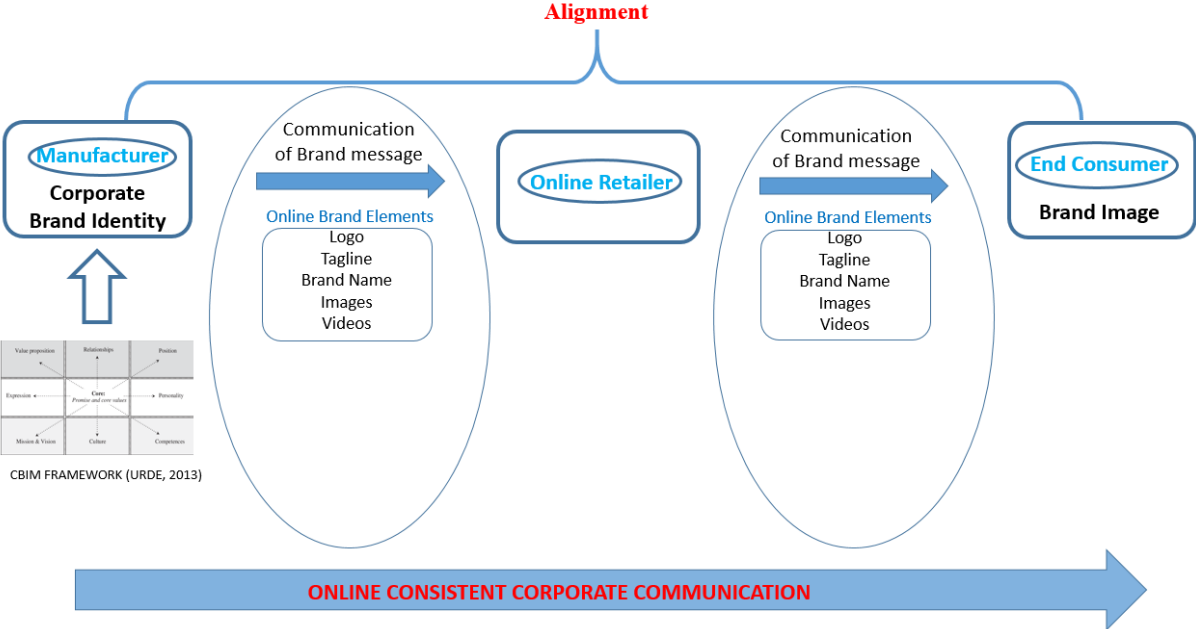 Alignment
Manufacturer
Corporate
Brand Identity
Communication
of Brand message
Online Brand Elements
Logo
Tagline
Brand Name
Images
Videos
Online Retailer
Communication
of Brand message
Online Brand Elements
Logo
Tagline
Brand Name
Images
Videos
End Consumer
Brand Image
Value proposition
Relationships
Position
Expression
Core:
Promise and core values
Personality
Mission & Vision
Culture
Competences
CBIM FRAMEWORK (URDE, 2013)
ONLINE CONSISTENT CORPORATE COMMUNICATION